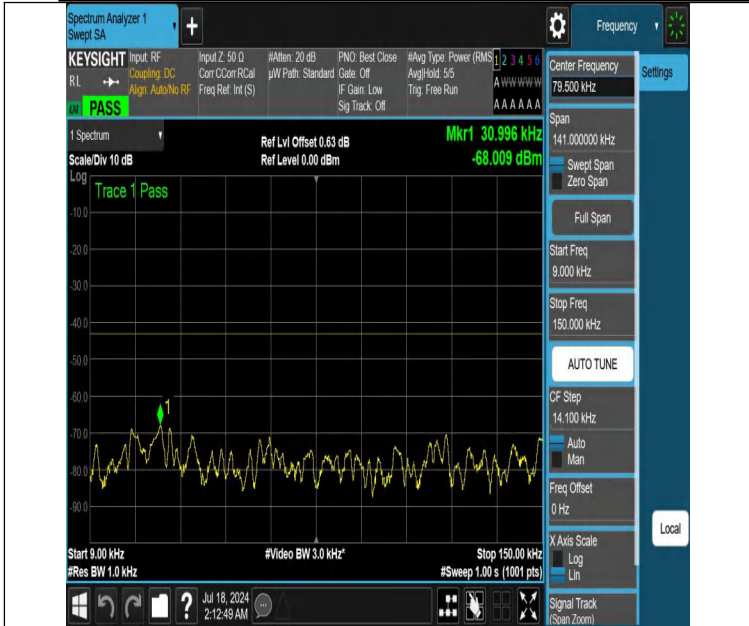 Spectrum Analyzer 1
Swept SA
Frequency
KEYSIGHT
RL
PASS
Input: RF
Coupling: DC
Align: Auto/No RF
Input Z: 50 Ω
Corr CCorr RCal
Freq Ref: Int (S)
#Atten: 20 dB
µW Path: Standard
PNO: Best Close
Gate: Off
IF Gain: Low
Sig Track: Off
#Avg Type: Power (RMS
Avg|Hold: 5/5
Trig: Free Run
1 2 3 4 5 6
A W W W W W
A A A A A A
1 Spectrum
Scale/Div 10 dB
Ref Lvl Offset 0.63 dB
Ref Level 0.00 dBm
Mkr1 30.996 kHz
-68.009 dBm
Log
Trace 1 Pass
-10.0
-20.0
-30.0
-40.0
-50.0
-60.0
-70.0
-80.0
-90.0
1
Start 9.00 kHz
#Res BW 1.0 kHz
#Video BW 3.0 kHz*
Stop 150.00 kHz
#Sweep 1.00 s (1001 pts)
Center Frequency
79.500 kHz
Span
141.000000 kHz
Swept Span
Zero Span
Full Span
Start Freq
9.000 kHz
Stop Freq
150.000 kHz
AUTO TUNE
CF Step
14.100 kHz
Auto
Man
Freq Offset
0 Hz
X Axis Scale
Log
Lin
Signal Track
(Span Zoom)
Settings
Local
?
Jul 18, 2024
2:12:49 AM